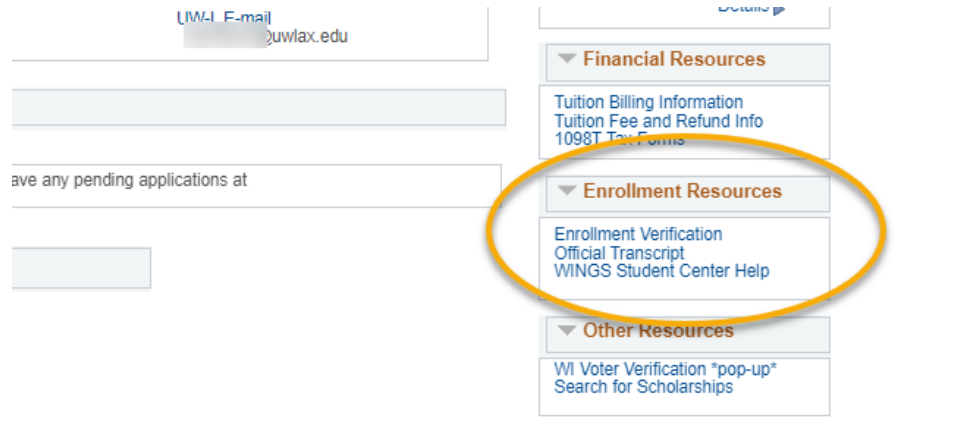 UW-L E-mail
@uwlax.edu
ave any pending applications at
Details
Financial Resources
Tuition Billing Information
Tuition Fee and Refund Info
1098T Tax Forms
Enrollment Resources
Enrollment Verification
Official Transcript
WINGS Student Center Help
Other Resources
WI Voter Verification *pop-up*
Search for Scholarships